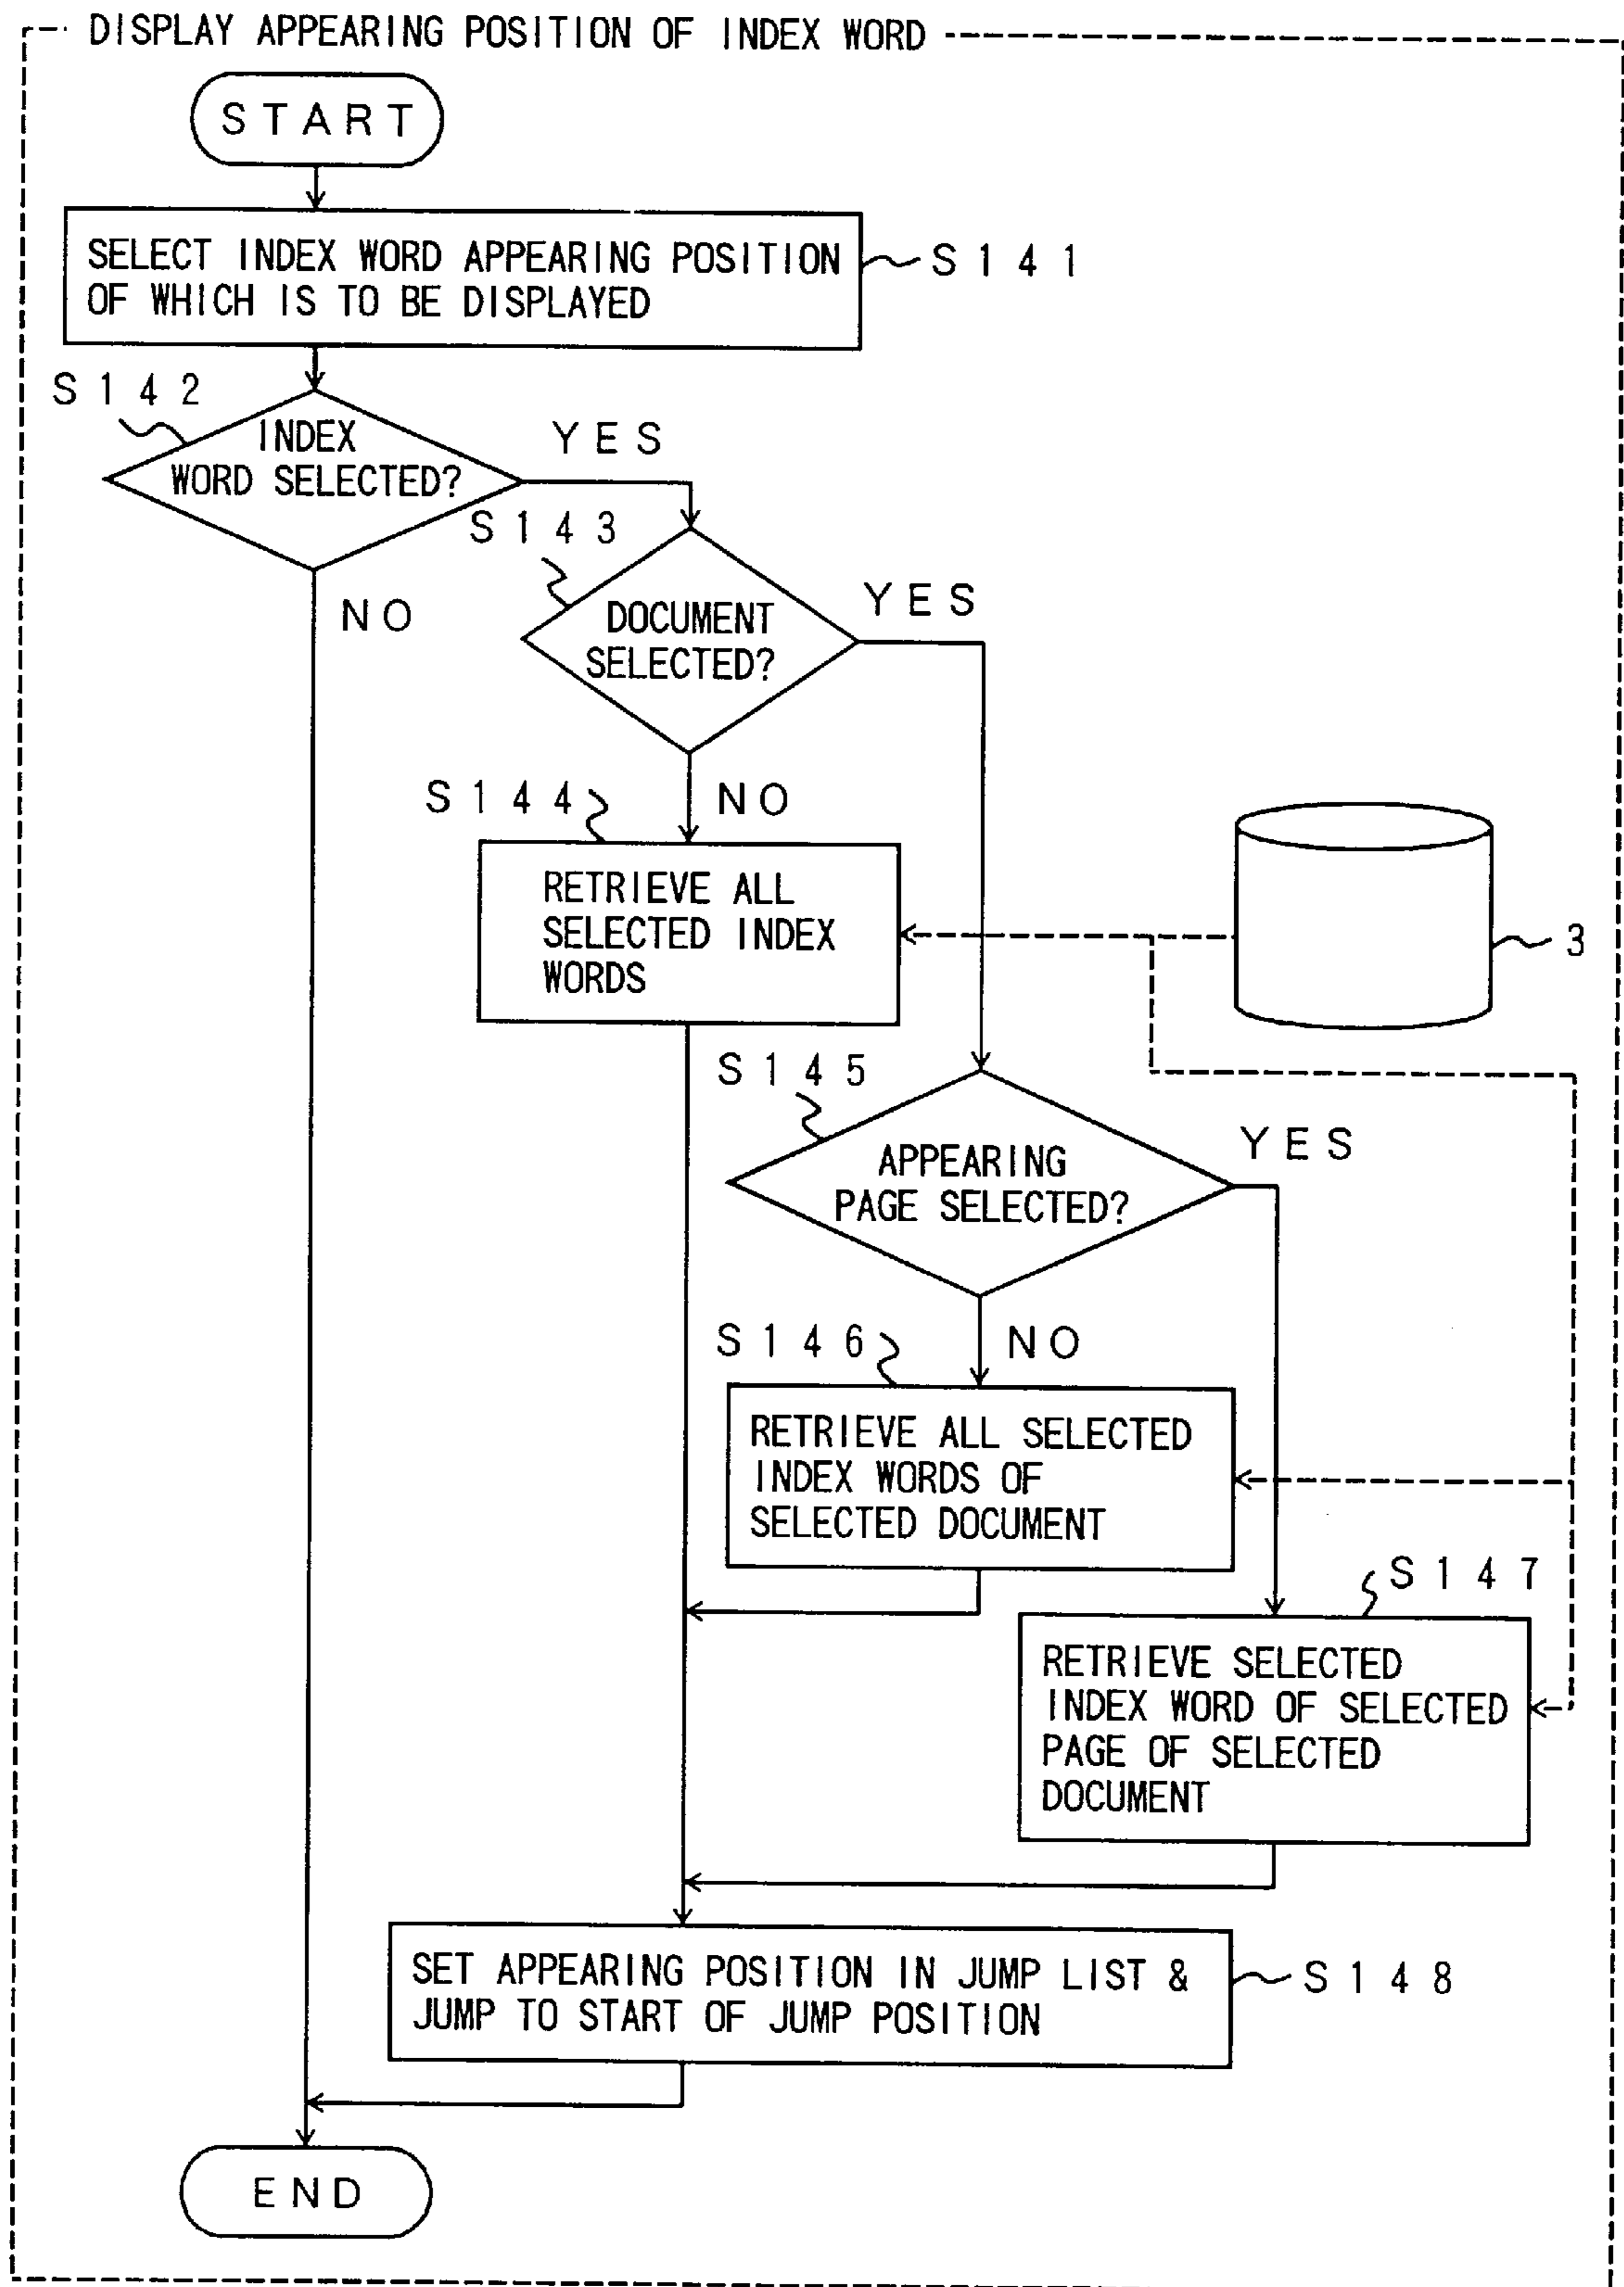 DISPLAY APPEARING POSITION OF INDEX WORD
START
SELECT INDEX WORD APPEARING POSITION
OF WHICH IS TO BE DISPLAYED
S141
S142
INDEX
WORD SELECTED?
YES
NO
S143
DOCUMENT
SELECTED?
YES
NO
S144
RETRIEVE ALL
SELECTED INDEX
WORDS
3
S145
APPEARING
PAGE SELECTED?
YES
NO
S146
RETRIEVE ALL SELECTED
INDEX WORDS OF
SELECTED DOCUMENT
S147
RETRIEVE SELECTED
INDEX WORD OF SELECTED
PAGE OF SELECTED
DOCUMENT
SET APPEARING POSITION IN JUMP LIST &
JUMP TO START OF JUMP POSITION
S148
END